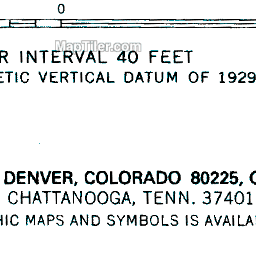 0
MapTiler.com
R INTERVAL 40 FEET
ETIC VERTICAL DATUM OF 1929
DENVER, COLORADO 80225, O
CHATTANOOGA, TENN. 37401
HIC MAPS AND SYMBOLS IS AVAILA